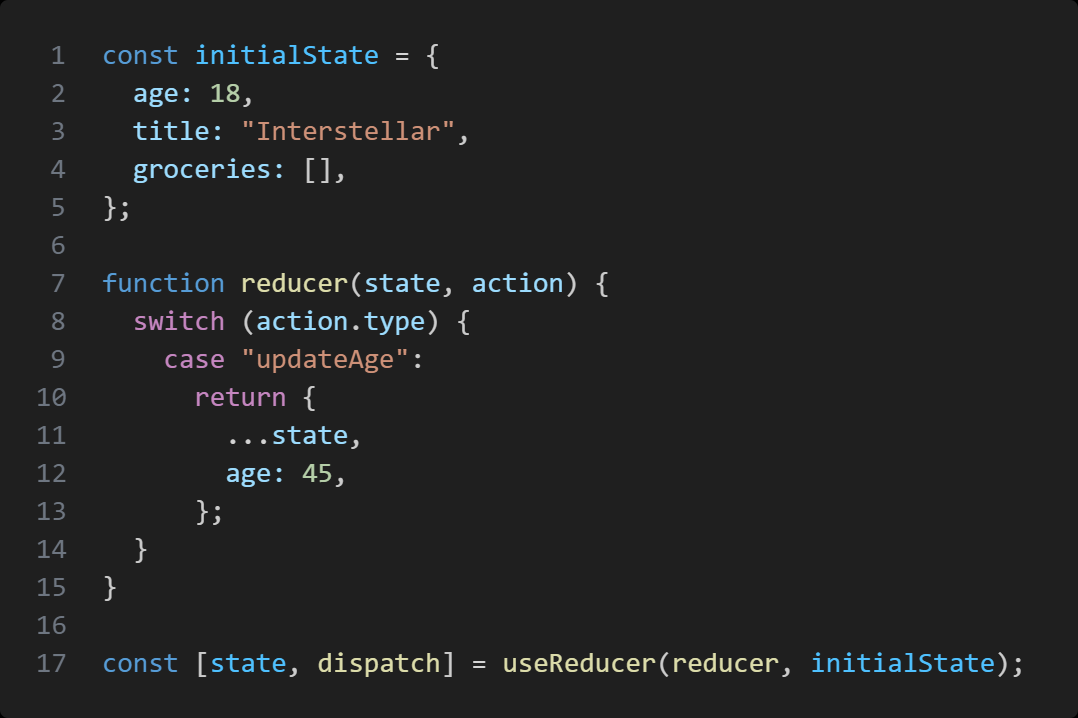 1 const initialState = {
2   age: 18,
3   title: "Interstellar",
4   groceries: [],
5 };
6
7 function reducer(state, action) {
8   switch (action.type) {
9     case "updateAge":
10       return {
11         ...state,
12         age: 45,
13       };
14   }
15 }
16
17 const [state, dispatch] = useReducer(reducer, initialState);